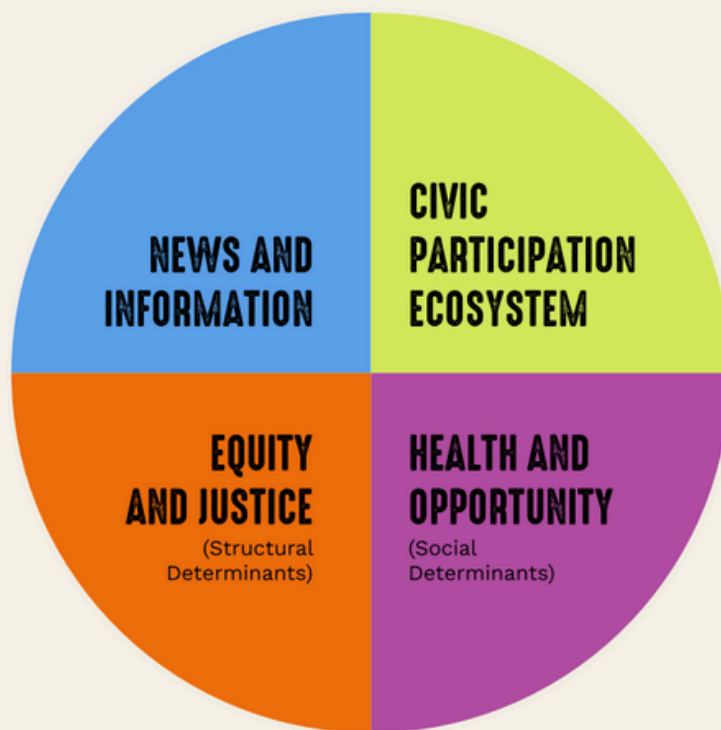 NEWS AND
INFORMATION
CIVIC
PARTICIPATION
ECOSYSTEM
EQUITY
AND JUSTICE
(Structural
Determinants)
HEALTH AND
OPPORTUNITY
(Social
Determinants)